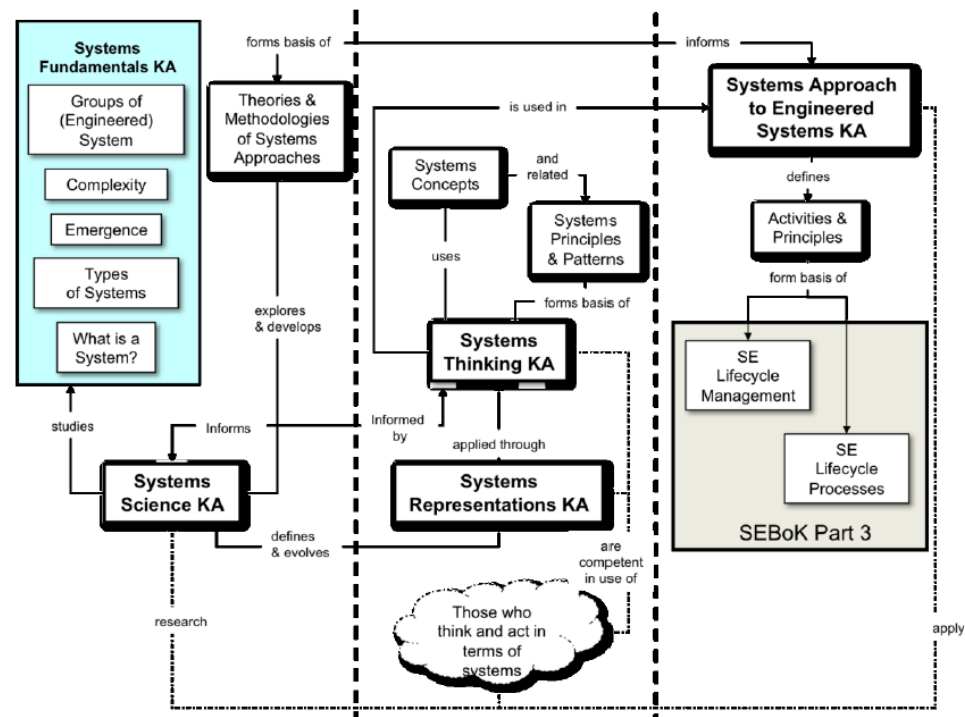 Systems
Fundamentals KA
Groups of
(Engineered)
System
Complexity
Emergence
Types
of Systems
What is a
System?
studies
forms basis of
Theories &
Methodologies
of Systems
Approaches
explores
& develops
Informs
Systems
Science KA
defines
& evolves
research
informs
is used in
Systems
Concepts
and
related
Systems
Principles
& Patterns
uses
forms basis of
Systems
Thinking KA
Informed
by
applied through
Systems
Representations KA
are
competent
in use of
Those who
think and act in
terms of
systems
Systems Approach
to Engineered
Systems KA
defines
Activities &
Principles
form basis of
SE
Lifecycle
Management
SE
Lifecycle
Processes
SEBoK Part 3
apply